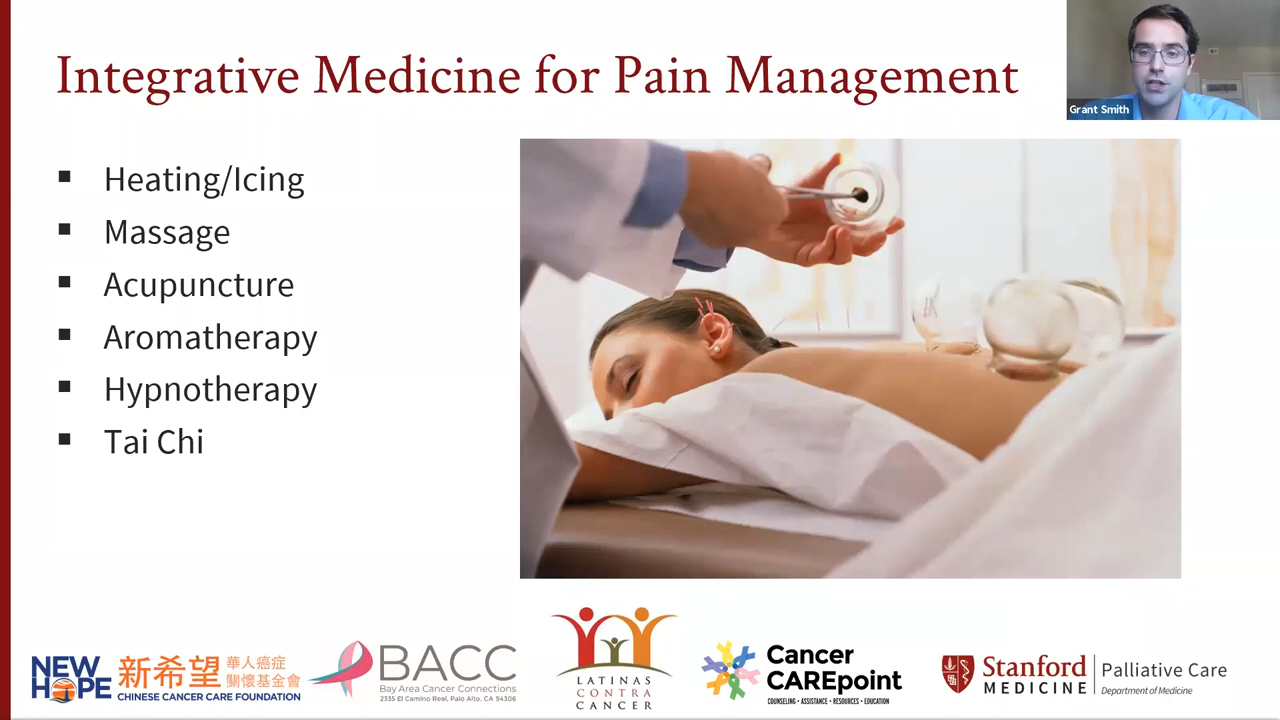 Integrative Medicine for Pain Management
Grant Smith
Heating/Icing
Massage
Acupuncture
Aromatherapy
Hypnotherapy
Tai Chi
NEW HOPE
新希望
華人癌症
關懷基金會
CHINESE CANCER CARE FOUNDATION
BACC
Bay Area Cancer Connections
2335 El Camino Real, Palo Alto, CA 94306
LATINAS
CONTRA
CANCER
Cancer
CAREpoint
COUNSELING • ASSISTANCE • RESOURCES • EDUCATION
Stanford
MEDICINE
Palliative Care
Department of Medicine